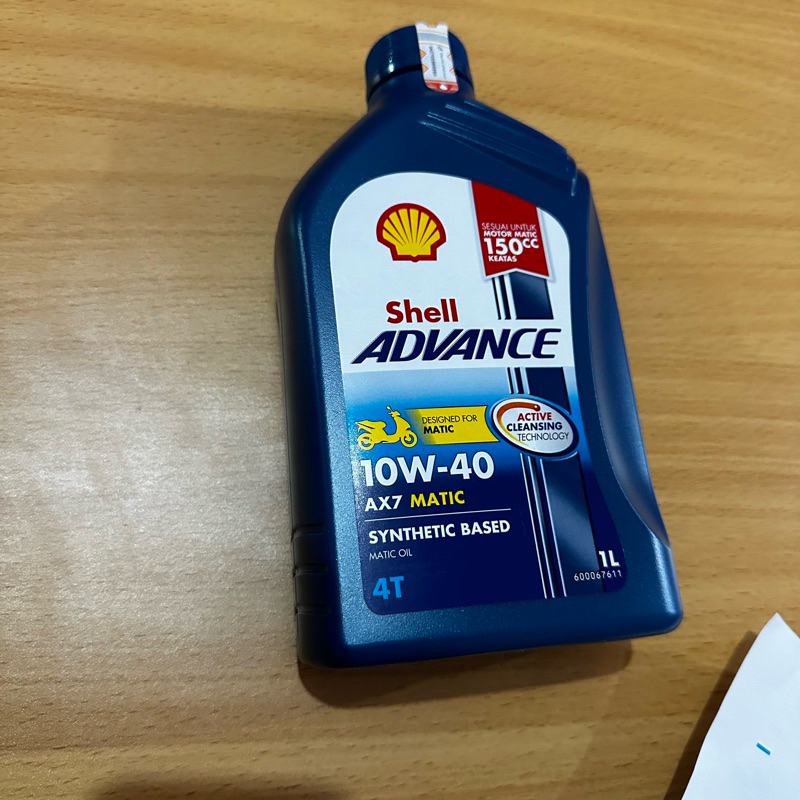 SESUAI UNTUK
MOTOR MATIC
150CC
KEATAS
Shell
ADVANCE
DESIGNED FOR
MATIC
ACTIVE
CLEANSING
TECHNOLOGY
10W-40
AX7 MATIC
SYNTHETIC BASED
MATIC OIL
4T
1L
600067611